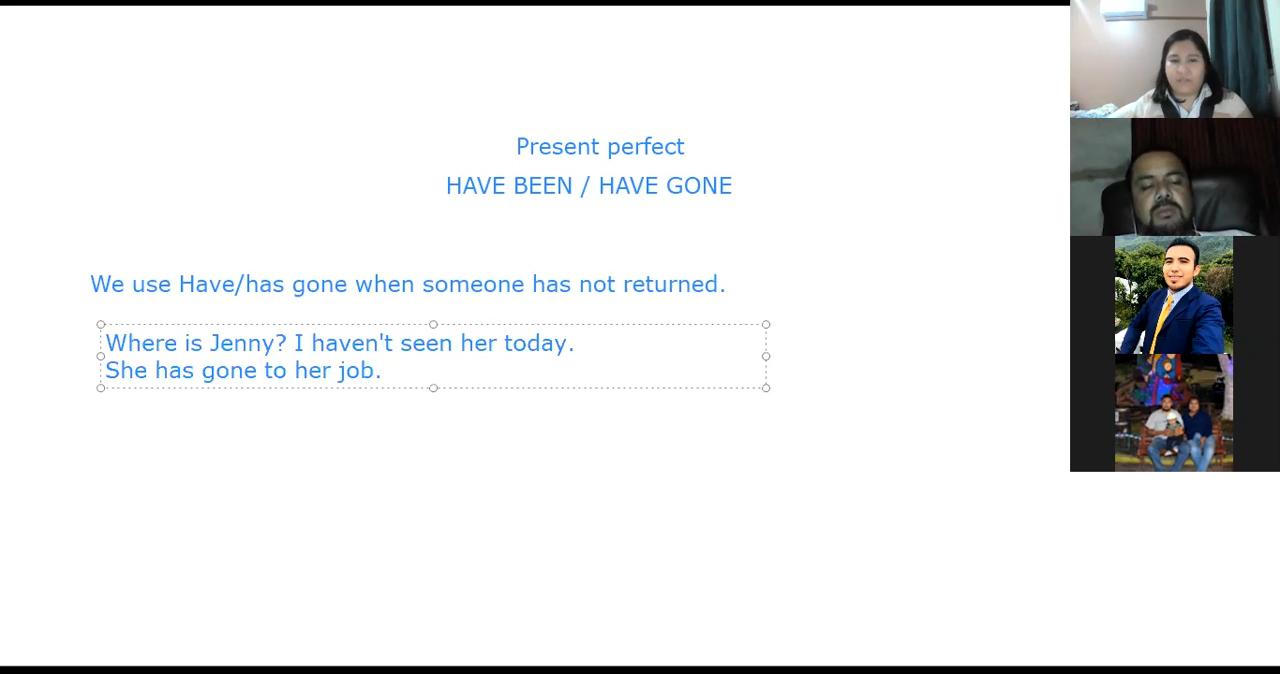 Present perfect
HAVE BEEN / HAVE GONE
We use Have/has gone when someone has not returned.
Where is Jenny? I haven't seen her today.
She has gone to her job.